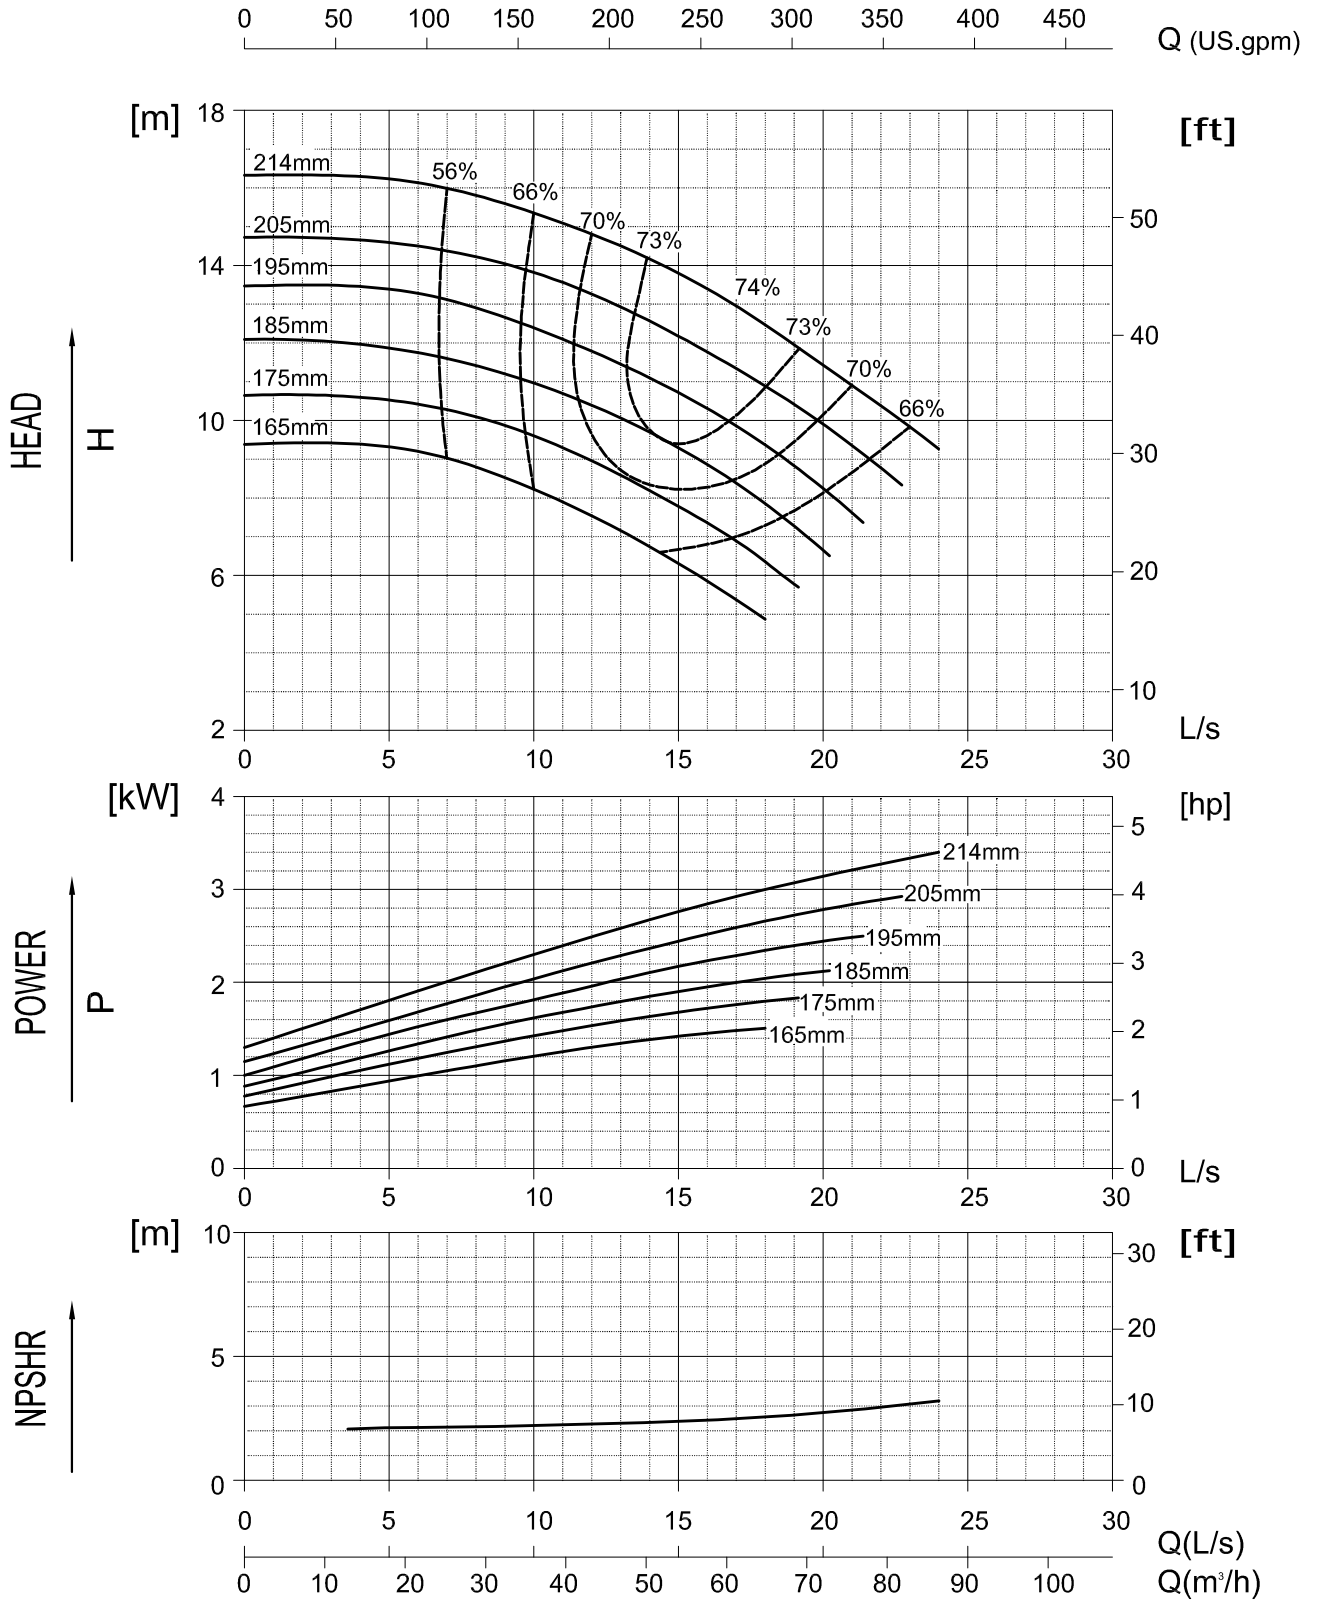 0 50 100 150 200 250 300 350 400 450
Q (US.gpm)
[m] 18
[ft]
214mm
56%
66%
70%
73%
74%
73%
70%
66%
205mm
195mm
185mm
175mm
165mm
14
10
6
2
50
40
30
20
10
HEAD
H
L/s
0 5 10 15 20 25 30
[kW] 4
[hp]
3
2
1
0
5
4
3
2
1
0
214mm
205mm
195mm
185mm
175mm
165mm
POWER
P
L/s
0 5 10 15 20 25 30
[m] 10
[ft]
5
0
30
20
10
0
NPSHR
0 5 10 15 20 25 30
Q(L/s)
0 10 20 30 40 50 60 70 80 90 100
Q(m³/h)